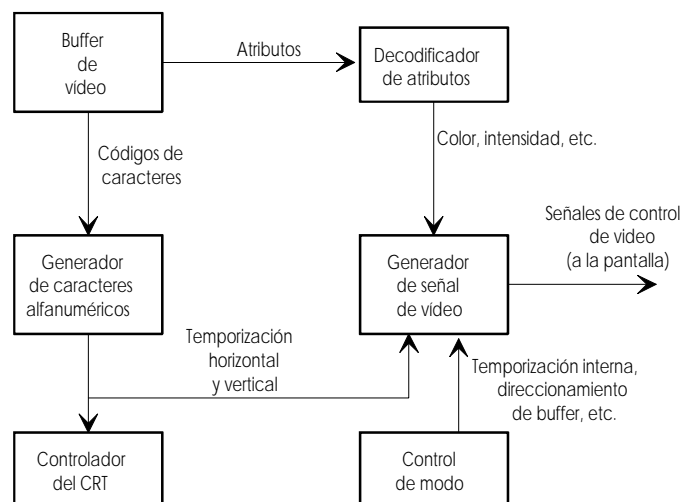 Buffer
de
vídeo
Atributos
Decodificador
de atributos
Códigos de
caracteres
Color, intensidad, etc.
Señales de control
de video
(a la pantalla)
Generador
de caracteres
alfanuméricos
Generador
de señal
de vídeo
Temporización
horizontal
y vertical
Temporización interna,
direccionamiento
de buffer, etc.
Controlador
del CRT
Control
de modo